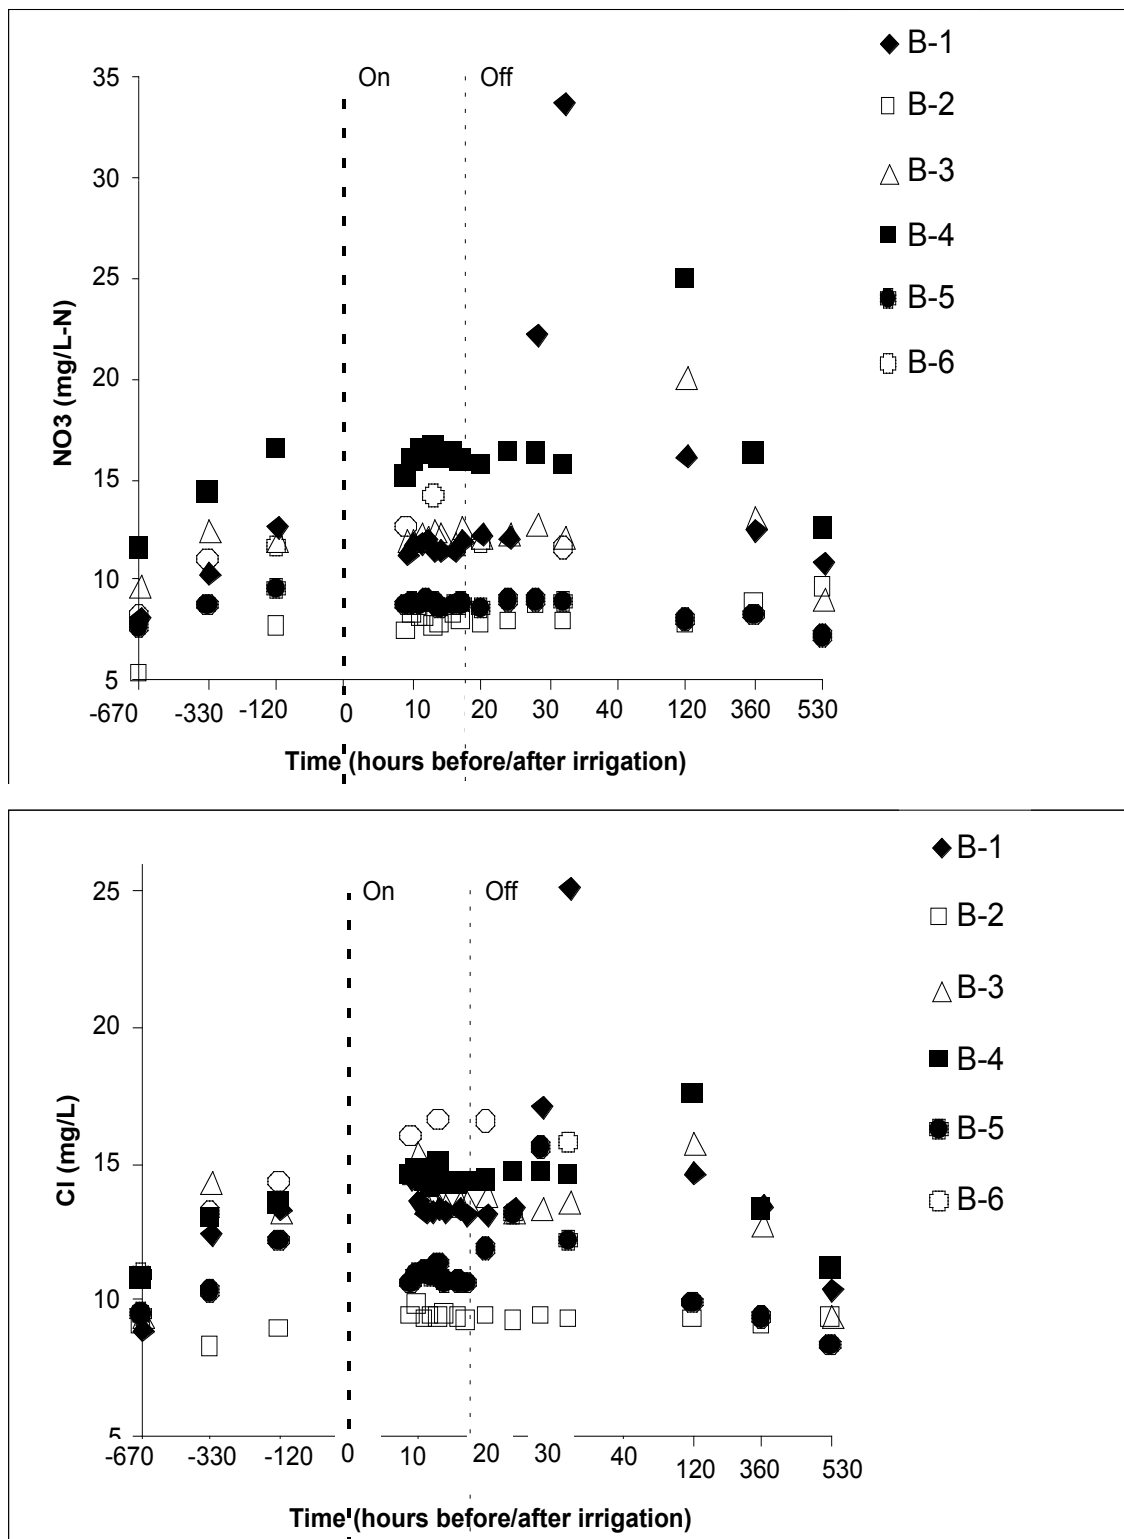 On Off
35
30
25
20
15
10
5
NO3 (mg/L-N)
-670 -330 -120 0 10 20 30 40 120 360 530
Time (hours before/after irrigation)
B-1
B-2
B-3
B-4
B-5
B-6
On Off
25
20
15
10
5
Cl (mg/L)
-670 -330 -120 0 10 20 30 40 120 360 530
Time (hours before/after irrigation)
B-1
B-2
B-3
B-4
B-5
B-6